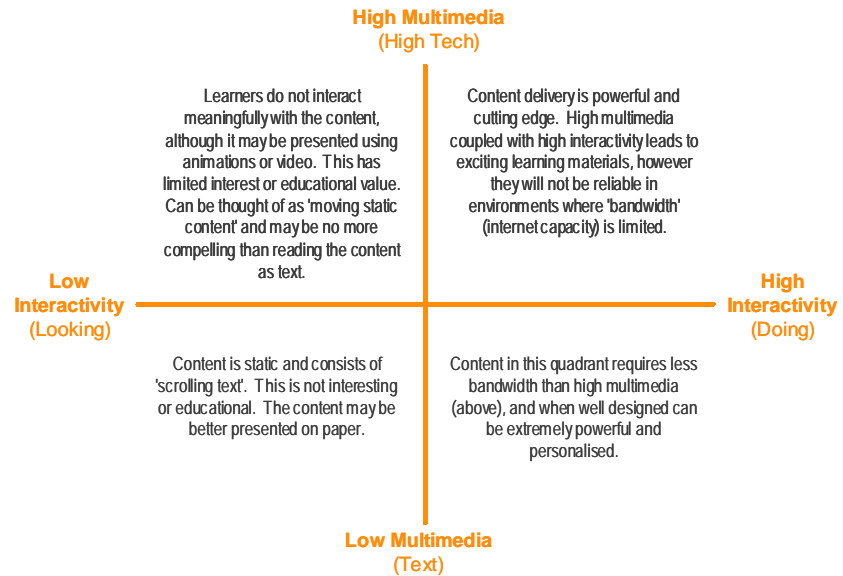 High Multimedia
(High Tech)
Learners do not interact
meaningfully with the content,
although it may be presented using
animations or video. This has
limited interest or educational value.
Can be thought of as 'moving static
content' and may be no more
compelling than reading the content
as text.
Content delivery is powerful and
cutting edge. High multimedia
coupled with high interactivity leads to
exciting learning materials, however
they will not be reliable in
environments where 'bandwidth'
(internet capacity) is limited.
Low
Interactivity
(Looking)
High
Interactivity
(Doing)
Content is static and consists of
'scrolling text'. This is not interesting
or educational. The content may be
better presented on paper.
Content in this quadrant requires less
bandwidth than high multimedia
(above), and when well designed can
be extremely powerful and
personalised.
Low Multimedia
(Text)